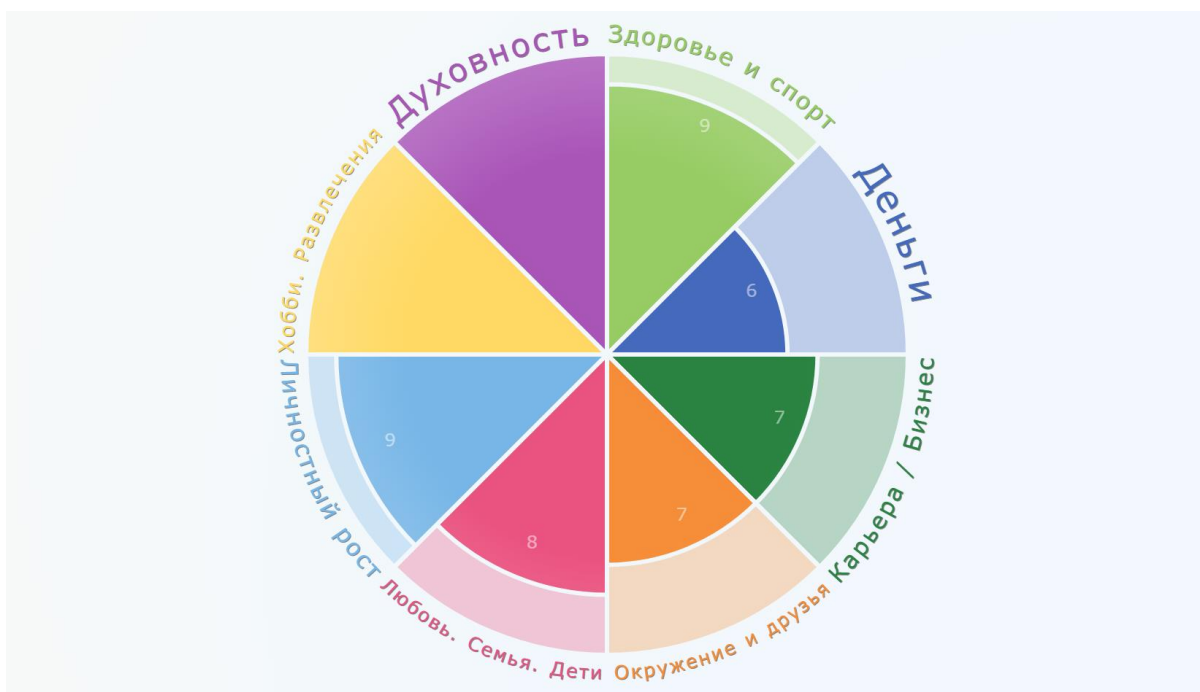 Здоровье и спорт
9
Деньги
6
Карьера / Бизнес
7
Окружение и друзья
7
Любовь. Семья. Дети
8
Личностный рост
9
Хобби. Развлечения
Духовность